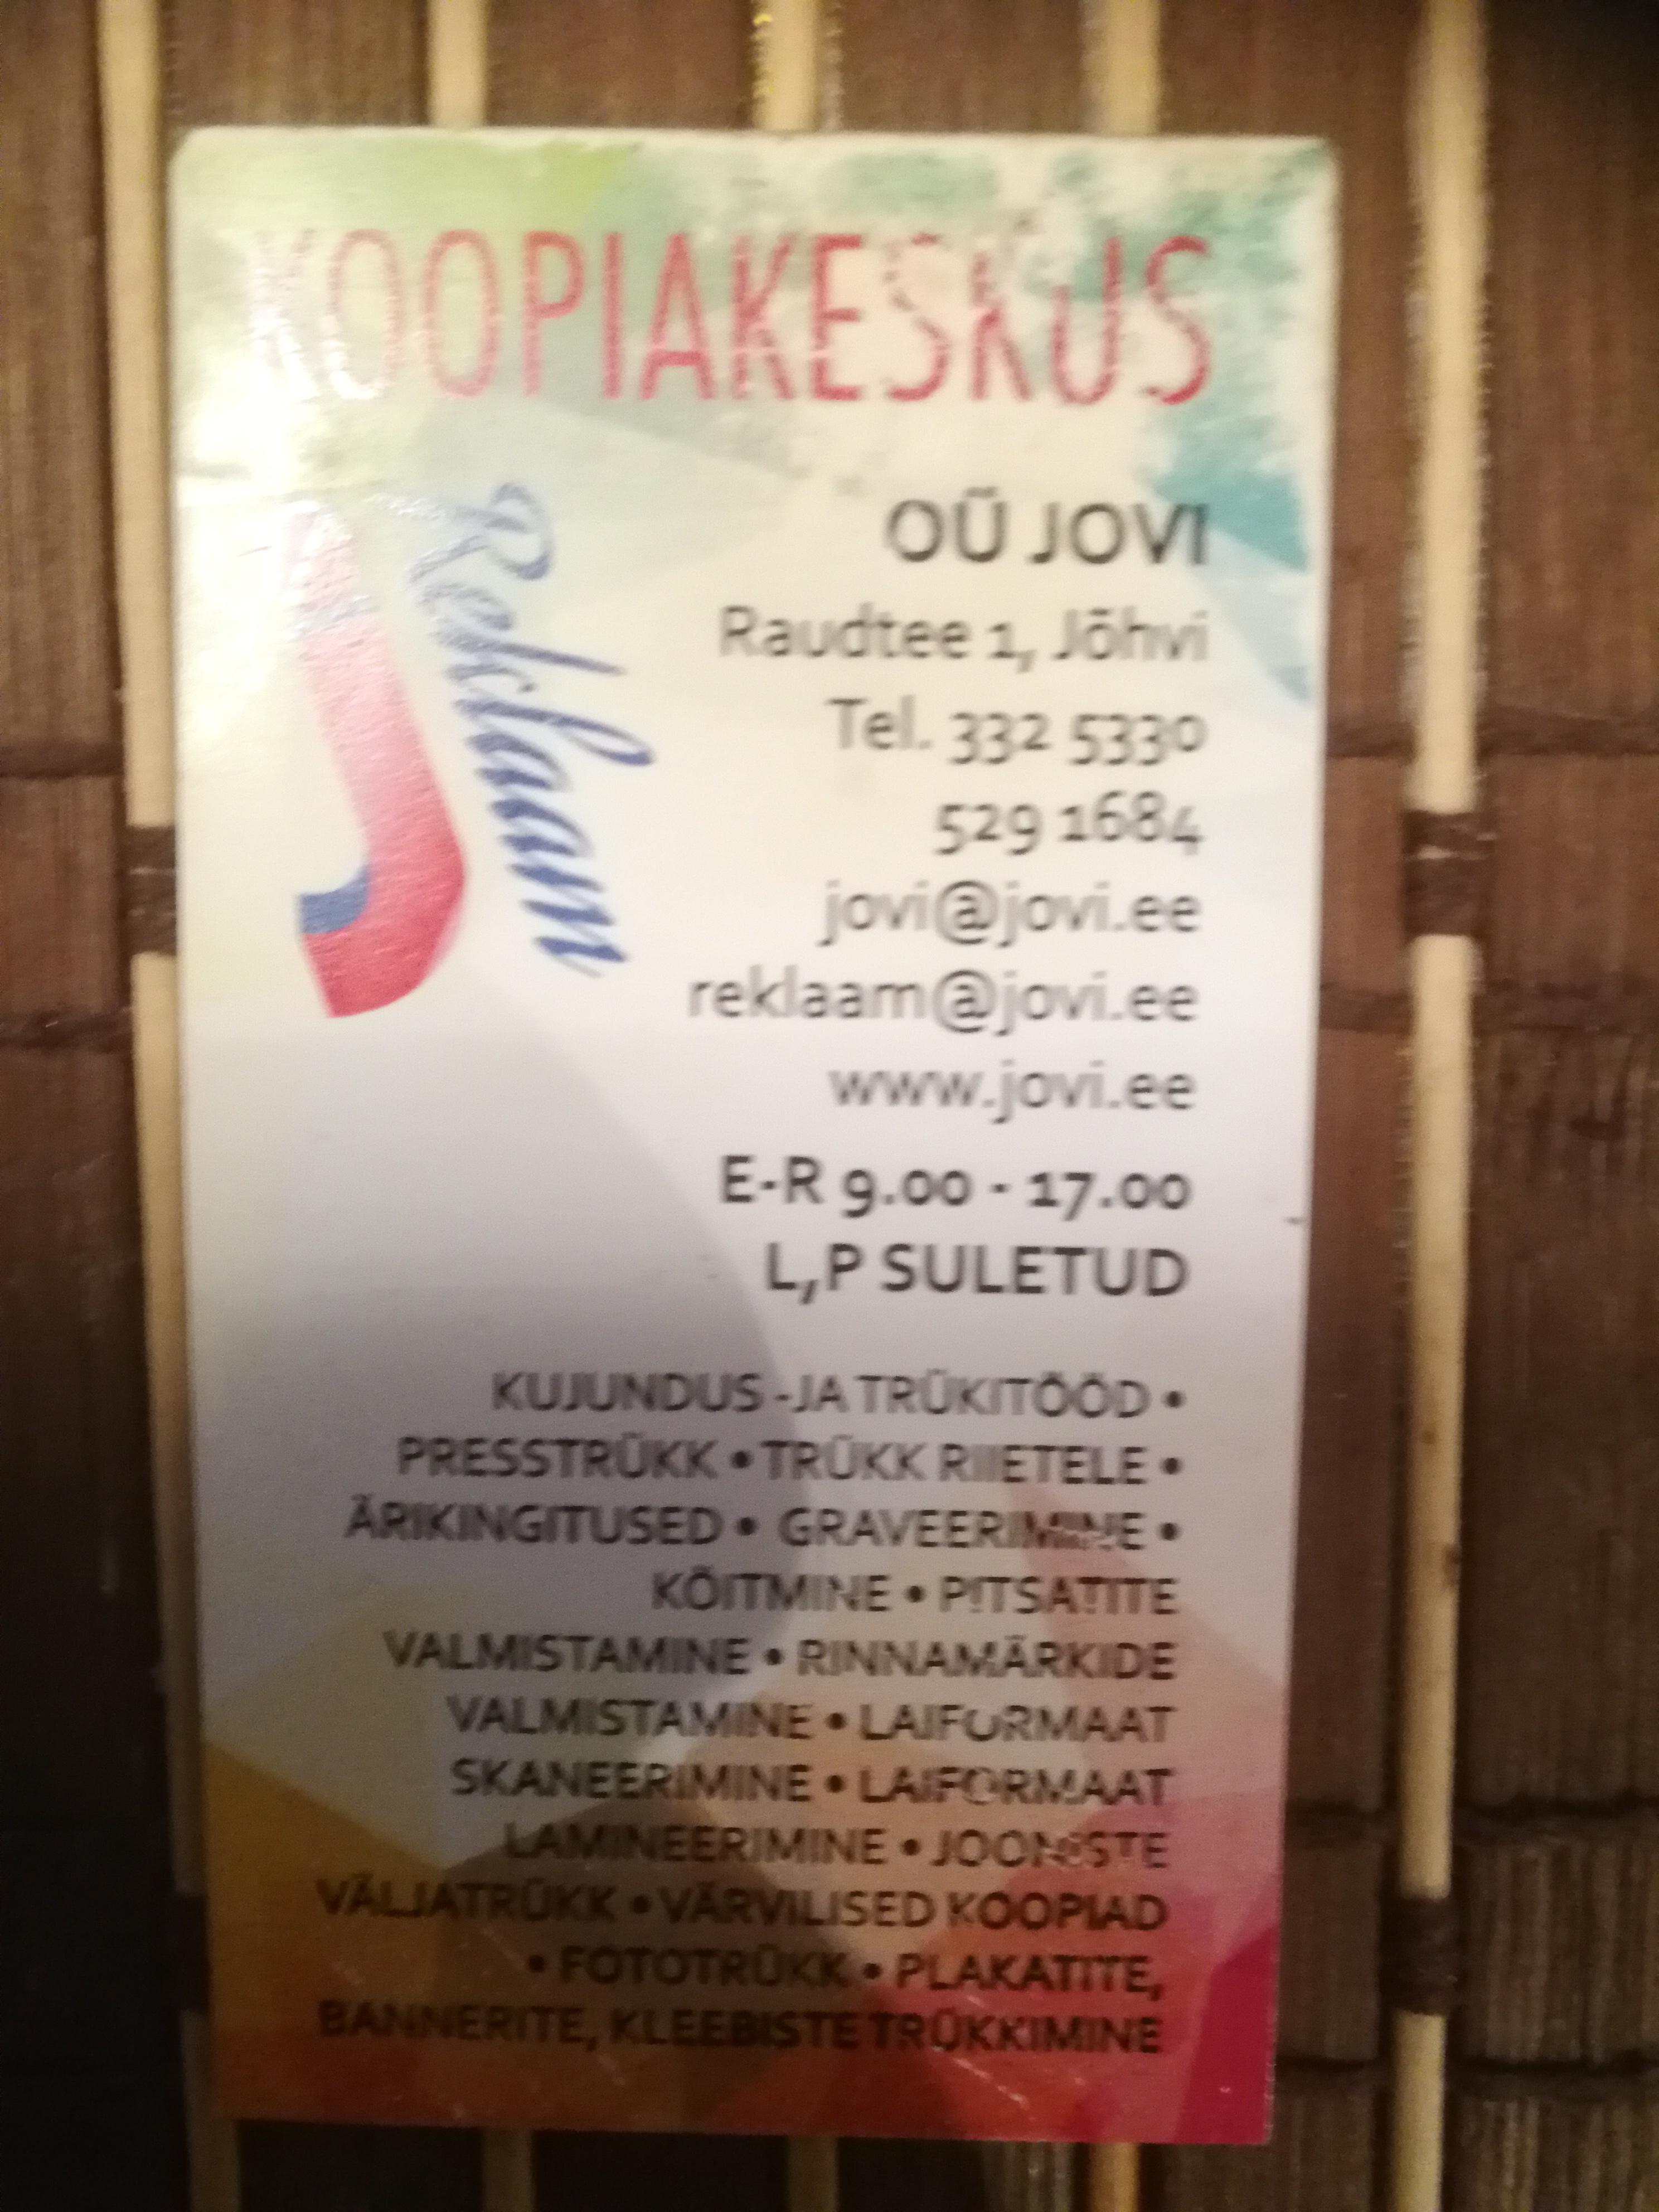 KOOPIAKESKUS
Reklaam
OÜ JOVI
Raudtee 1, Jõhvi
Tel. 332 5330
529 1684
jovi@jovi.ee
reklaam@jovi.ee
www.jovi.ee
E-R 9.00 - 17.00
L,P SULETUD
KUJUNDUS -JA TRÜKITÖÖD •
PRESSTRÜKK • TRÜKK RIIETELE •
ÄRIKINGITUSED • GRAVEERIMINE •
KÖITMINE • PITSATITE
VALMISTAMINE • RINNAMÄRKIDE
VALMISTAMINE • LAIFORMAAT
SKANEERIMINE • LAIFORMAAT
LAMINEERIMINE • JOONISTE
VÄLJATRÜKK • VÄRVILISED KOOPIAD
• FOTOTRÜKK • PLAKATITE,
BANNERITE, KLEEBISTE TRÜKKIMINE